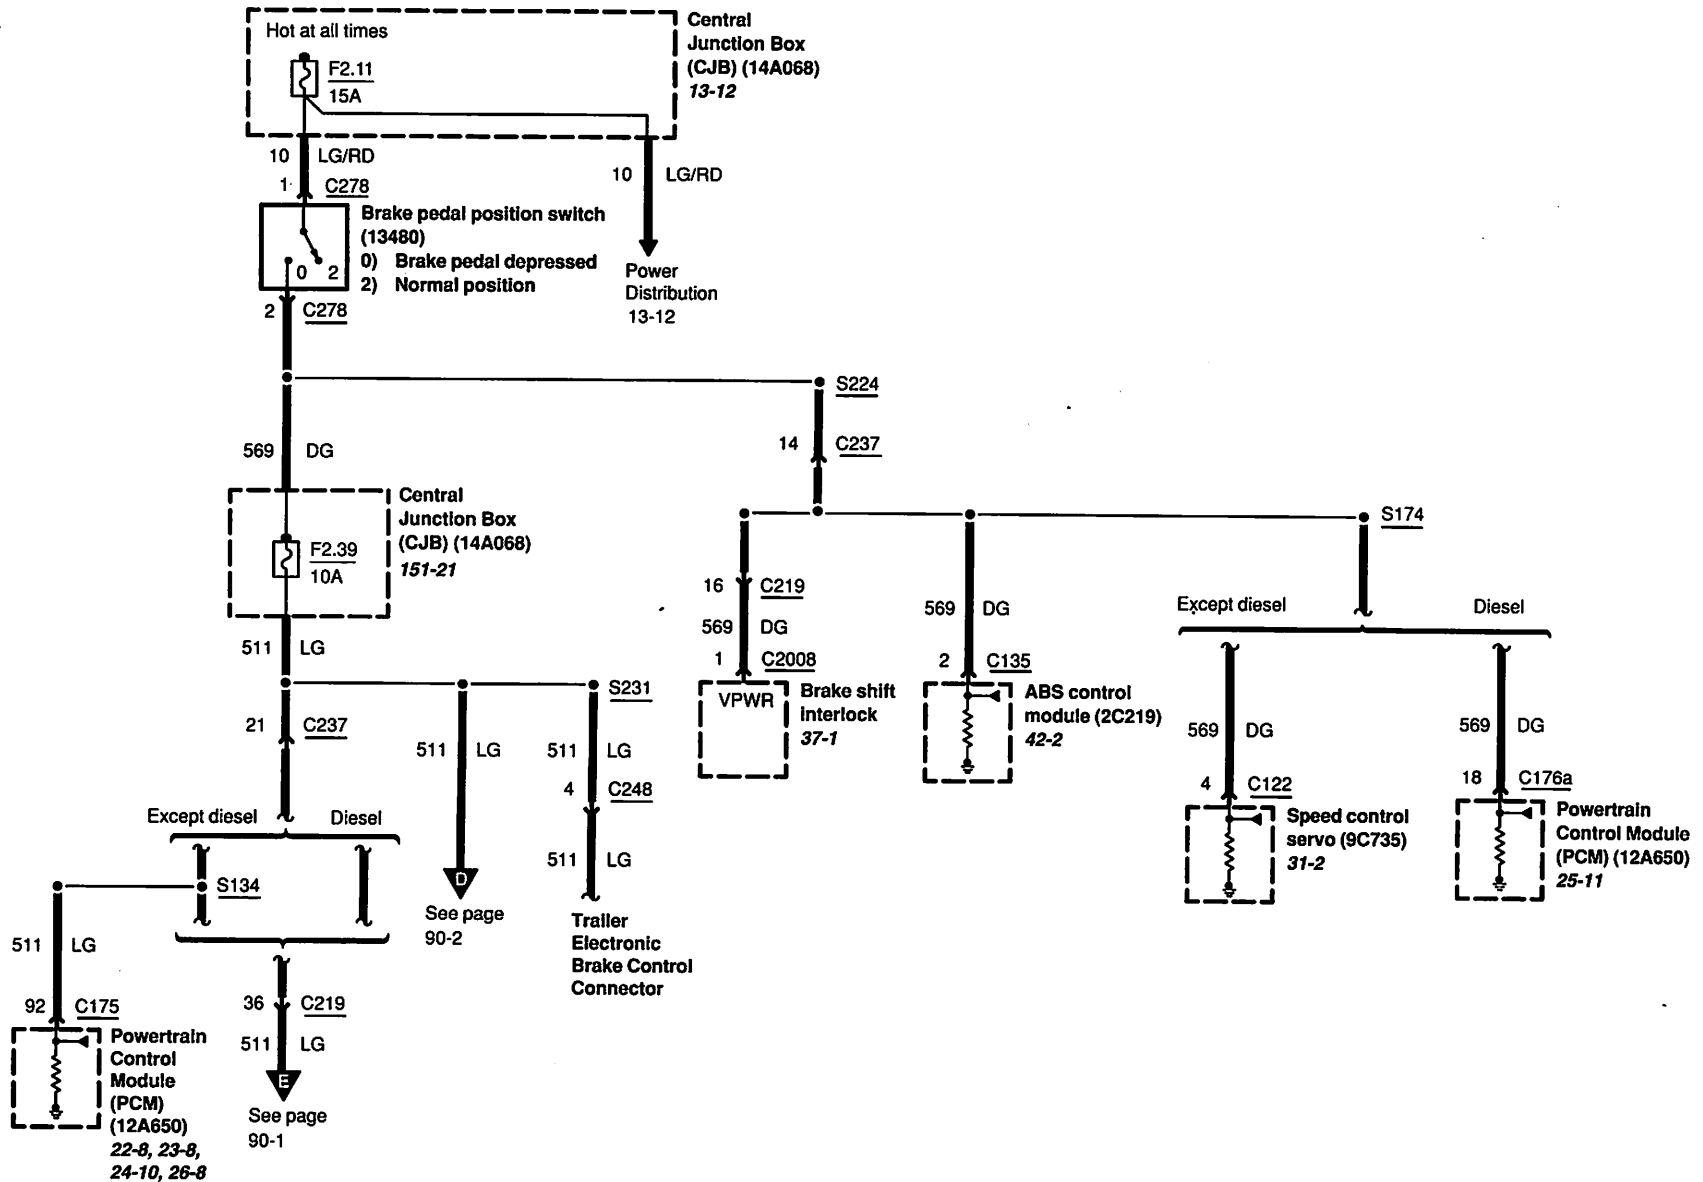 Hot at all times
F2.11
15A
Central
Junction Box
(CJB) (14A068)
13-12
10 LG/RD
1 C278
10 LG/RD
Brake pedal position switch
(13480)
0) Brake pedal depressed
2) Normal position
0 2
Power
Distribution
13-12
2 C278
S224
14 C237
569 DG
Central
Junction Box
(CJB) (14A068)
151-21
F2.39
10A
S174
16 C219
569 DG
1 C2008
VPWR
Brake shift
interlock
37-1
569 DG
2 C135
ABS control
module (2C219)
42-2
Except diesel
Diesel
569 DG
4 C122
Speed control
servo (9C735)
31-2
569 DG
18 C176a
Powertrain
Control Module
(PCM) (12A650)
25-11
511 LG
S231
21 C237
511 LG
D
See page
90-2
511 LG
4 C248
511 LG
Trailer
Electronic
Brake Control
Connector
Except diesel
Diesel
S134
511 LG
92 C175
Powertrain
Control
Module
(PCM)
(12A650)
22-8, 23-8,
24-10, 26-8
36 C219
511 LG
E
See page
90-1